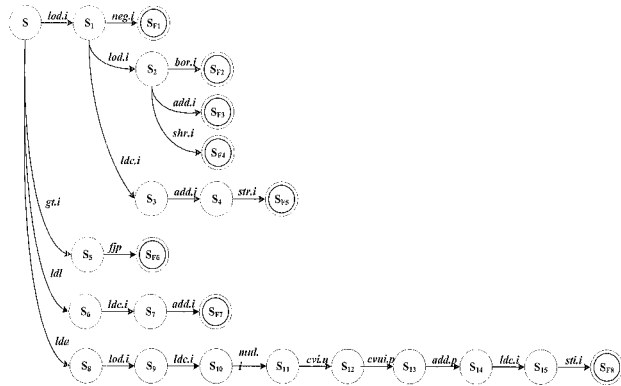 S lod.i S1 neg.i SF1
lod.i S2 bor.i SF2
add.i SF3
shr.i SF4
ldc.i S3 add.i S4 str.i SF5
gt.i S5 fjp SF6
ldl S6 ldc.i S7 add.i SF7
lda S8 lod.i S9 ldc.i S10 mul.i S11 cvi.u S12 cvui.p S13 add.p S14 ldc.i S15 sti.i SF8